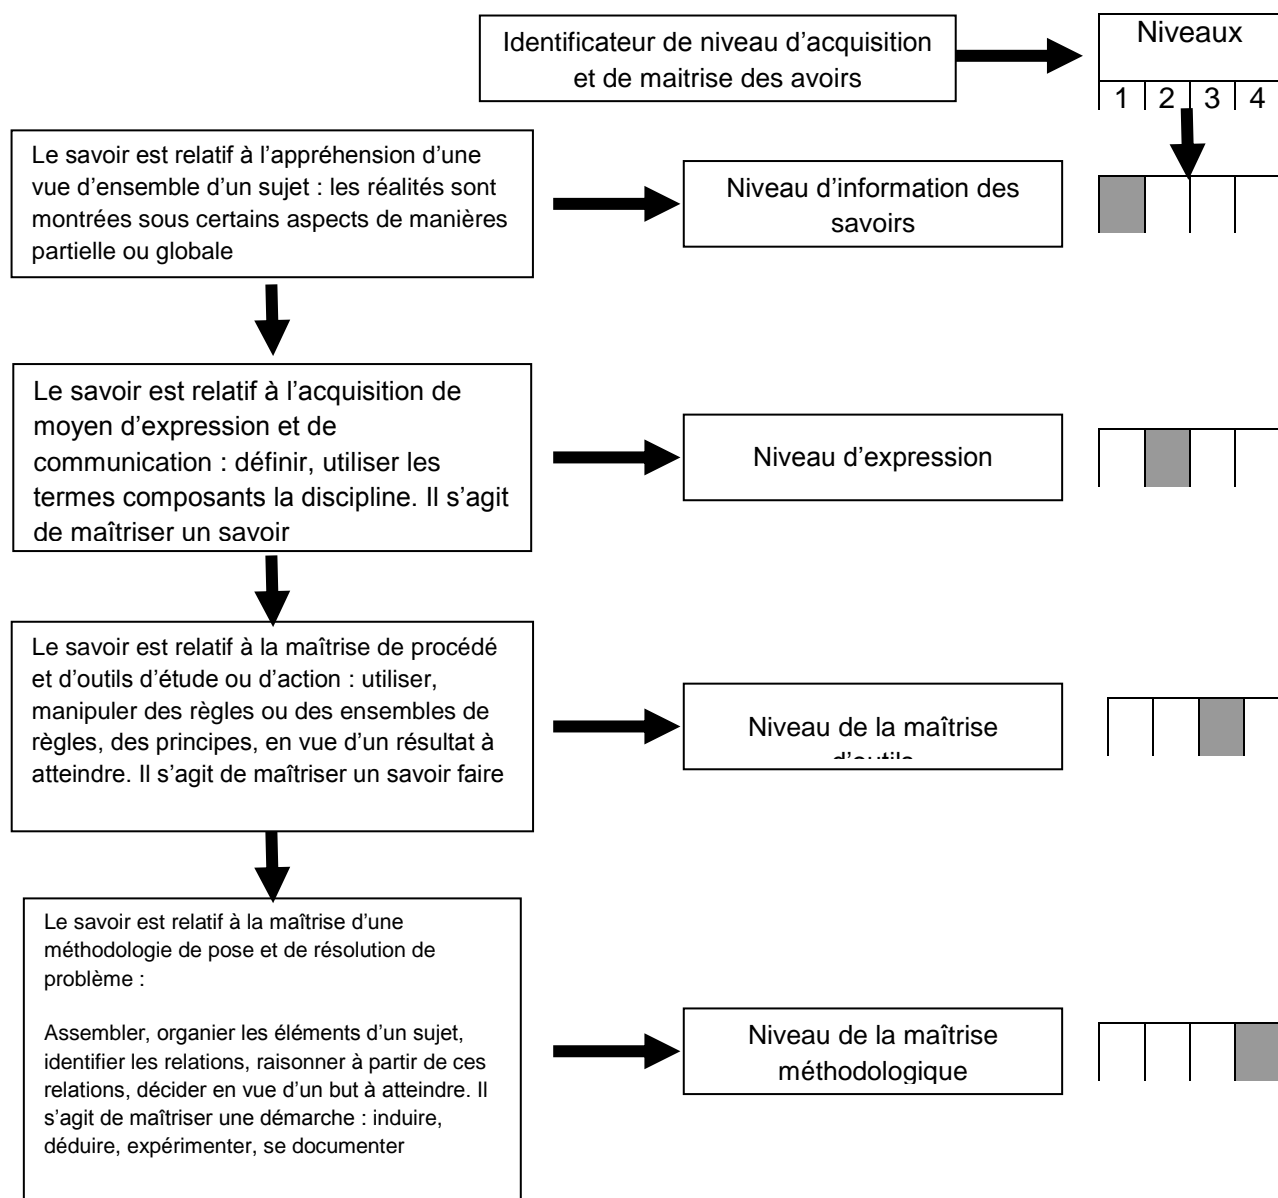 Identificateur de niveau d’acquisition
et de maitrise des avoirs
Niveaux
1 2 3 4
Le savoir est relatif à l’appréhension d’une
vue d’ensemble d’un sujet : les réalités sont
montrées sous certains aspects de manières
partielle ou globale
Niveau d’information des
savoirs
Le savoir est relatif à l’acquisition de
moyen d’expression et de
communication : définir, utiliser les
termes composants la discipline. Il s’agit
de maîtriser un savoir
Niveau d’expression
Le savoir est relatif à la maîtrise de procédé
et d’outils d’étude ou d’action : utiliser,
manipuler des règles ou des ensembles de
règles, des principes, en vue d’un résultat à
atteindre. Il s’agit de maîtriser un savoir faire
Niveau de la maîtrise
d’outils
Le savoir est relatif à la maîtrise d’une
méthodologie de pose et de résolution de
problème :
Assembler, organier les éléments d’un sujet,
identifier les relations, raisonner à partir de ces
relations, décider en vue d’un but à atteindre. Il
s’agit de maîtriser une démarche : induire,
déduire, expérimenter, se documenter
Niveau de la maîtrise
méthodologique